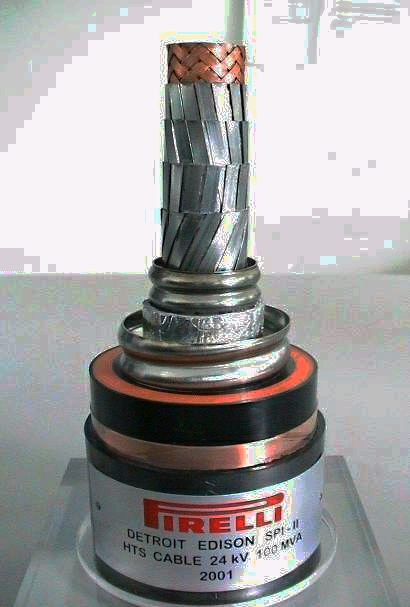 PIRELLI
DETROIT EDISON SPI-II
HTS CABLE 24 kV 100 MVA
2001